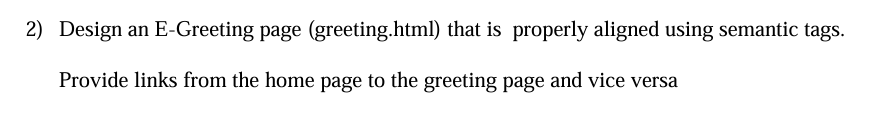 2) Design an E-Greeting page (greeting.html) that is properly aligned using semantic tags.
Provide links from the home page to the greeting page and vice versa